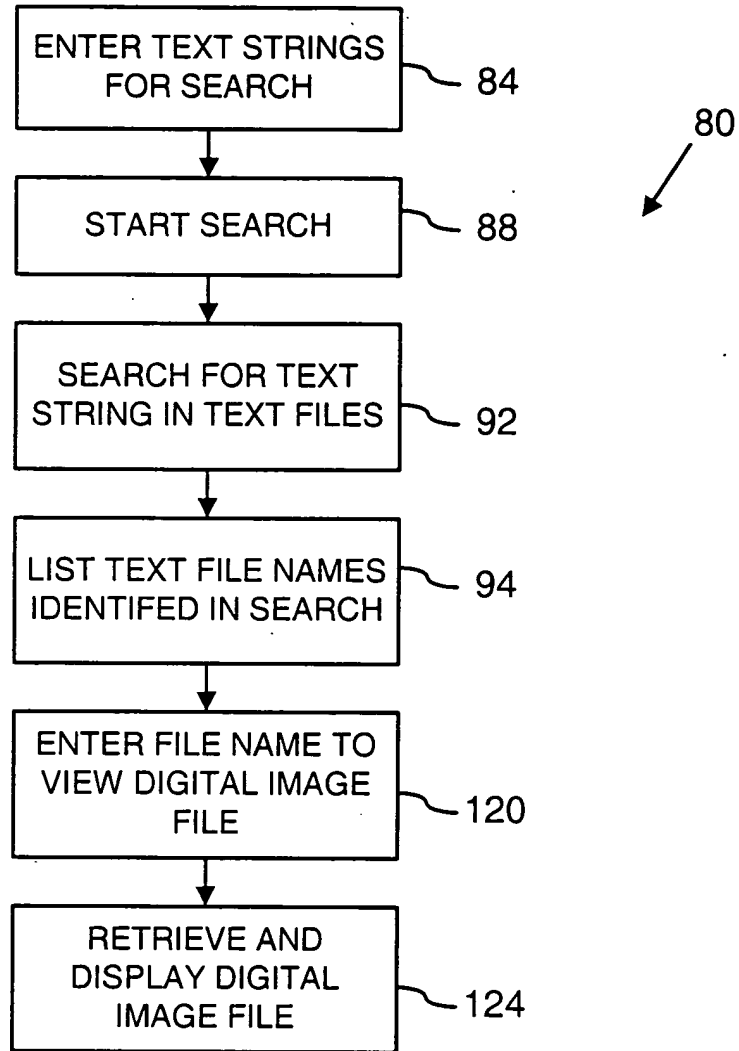 ENTER TEXT STRINGS
FOR SEARCH
84
80
START SEARCH
88
SEARCH FOR TEXT
STRING IN TEXT FILES
92
LIST TEXT FILE NAMES
IDENTIFED IN SEARCH
94
ENTER FILE NAME TO
VIEW DIGITAL IMAGE
FILE
120
RETRIEVE AND
DISPLAY DIGITAL
IMAGE FILE
124